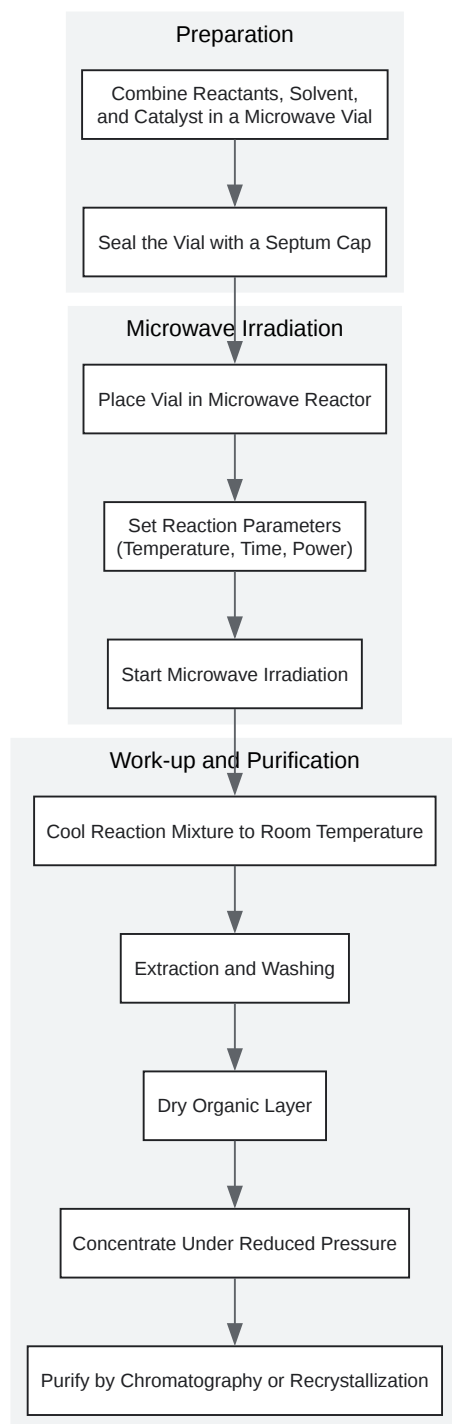 Preparation
Combine Reactants, Solvent,
and Catalyst in a Microwave Vial
Seal the Vial with a Septum Cap
Microwave Irradiation
Place Vial in Microwave Reactor
Set Reaction Parameters
(Temperature, Time, Power)
Start Microwave Irradiation
Work-up and Purification
Cool Reaction Mixture to Room Temperature
Extraction and Washing
Dry Organic Layer
Concentrate Under Reduced Pressure
Purify by Chromatography or Recrystallization